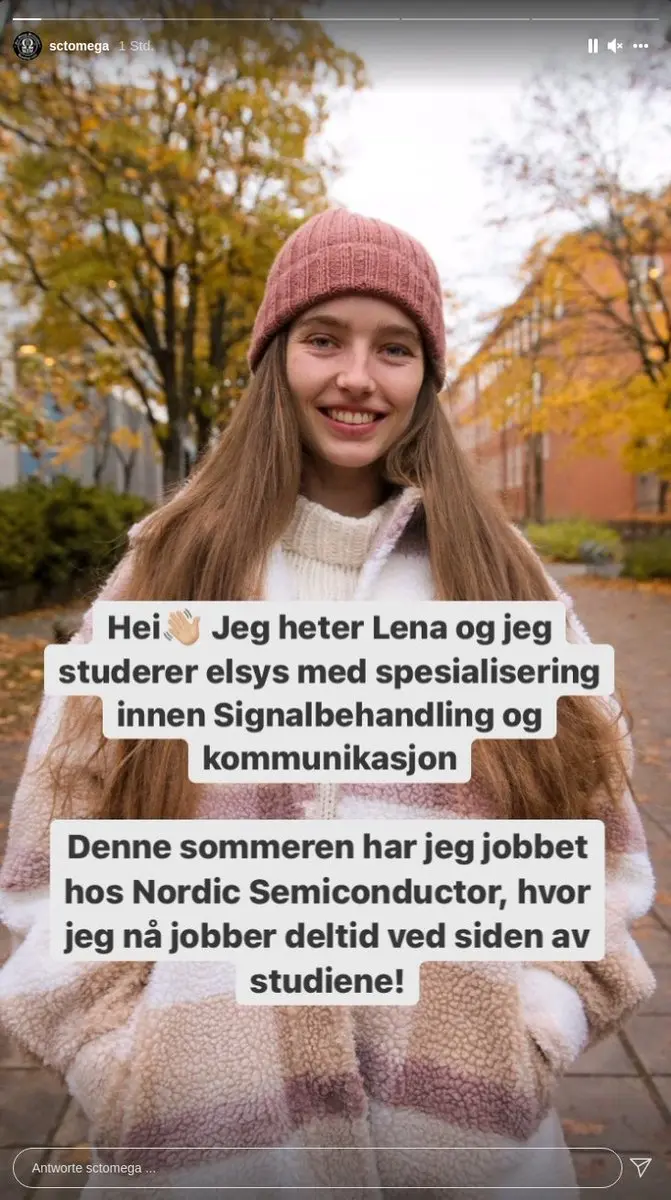 sctomega 1 Std.
Hei👋🏼 Jeg heter Lena og jeg
studerer elsys med spesialisering
innen Signalbehandling og
kommunikasjon
Denne sommeren har jeg jobbet
hos Nordic Semiconductor, hvor
jeg nå jobber deltid ved siden av
studiene!
Antworte sctomega ...